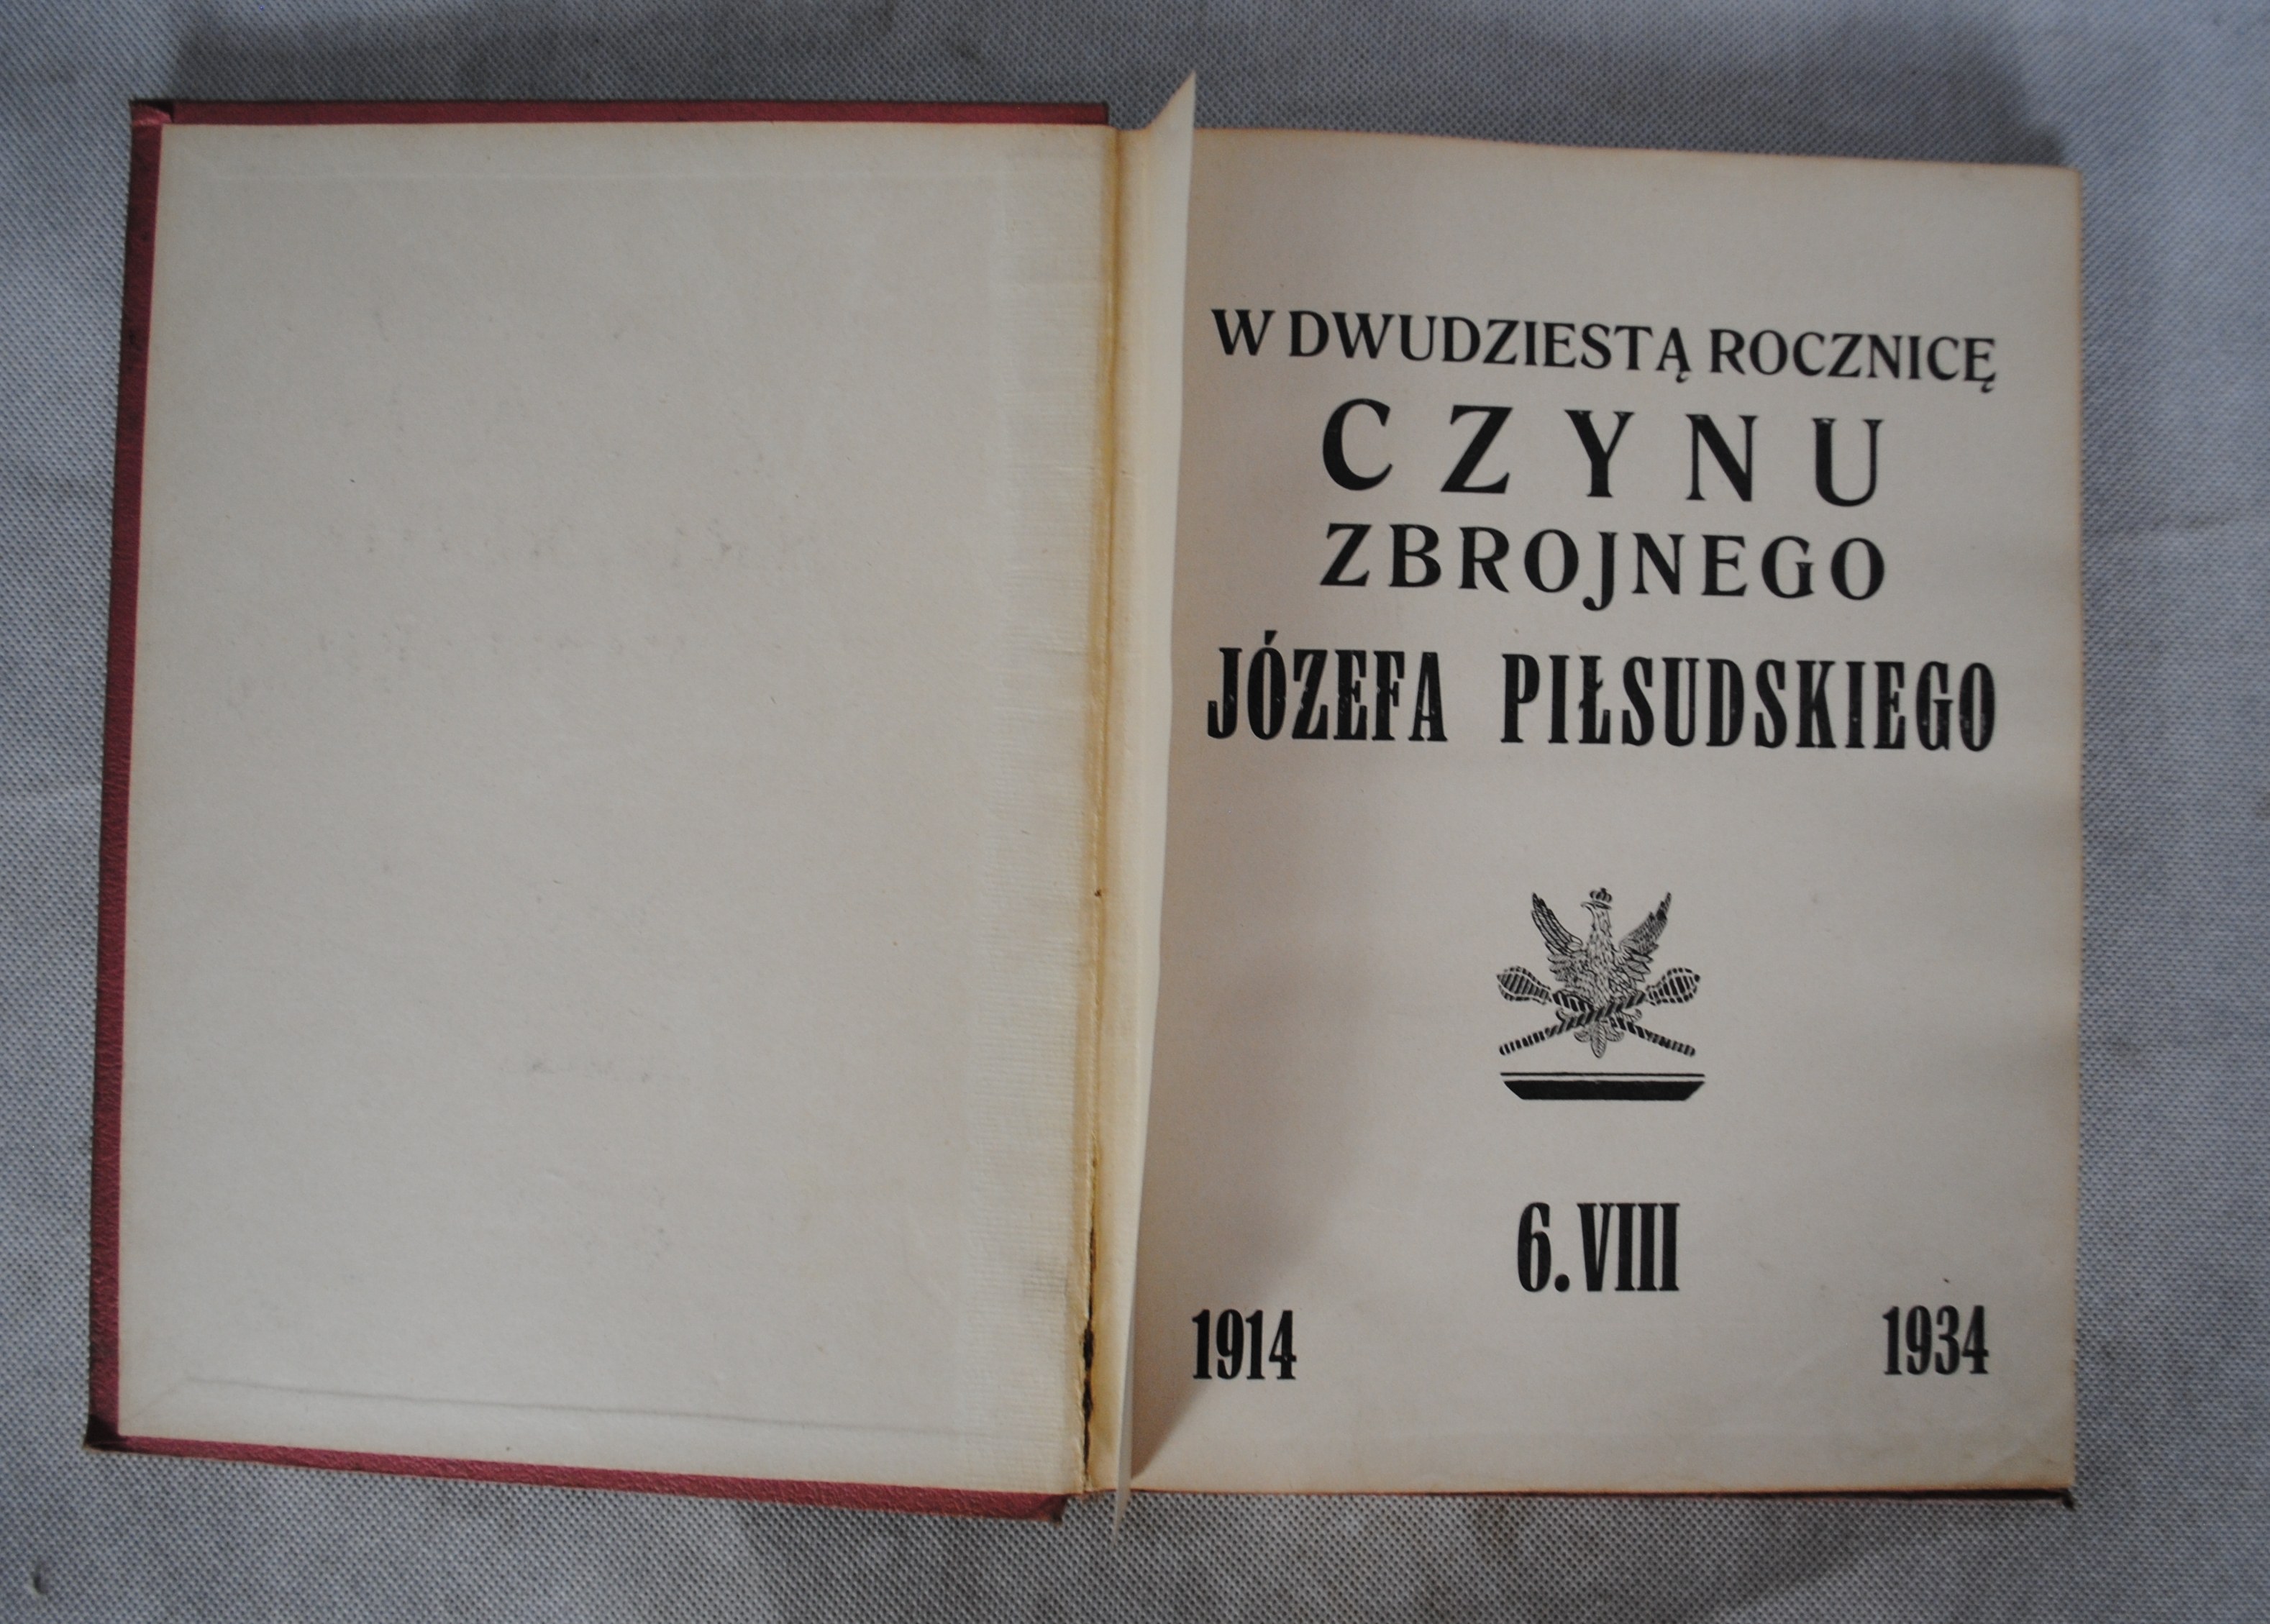 W DWUDZIESTĄ ROCZNICĘ
CZYNU
ZBROJNEGO
JÓZEFA PIŁSUDSKIEGO
6.VIII
1914 1934